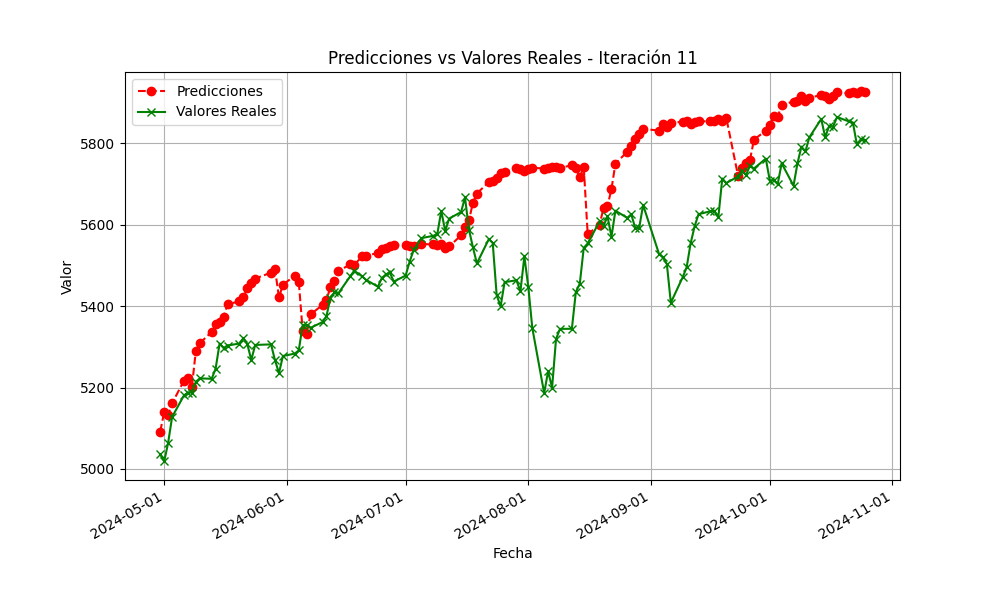 Predicciones vs Valores Reales - Iteración 11
Predicciones
Valores Reales
5800
5600
5400
5200
5000
Valor
2024-05-01
2024-06-01
2024-07-01
2024-08-01
2024-09-01
2024-10-01
2024-11-01
Fecha